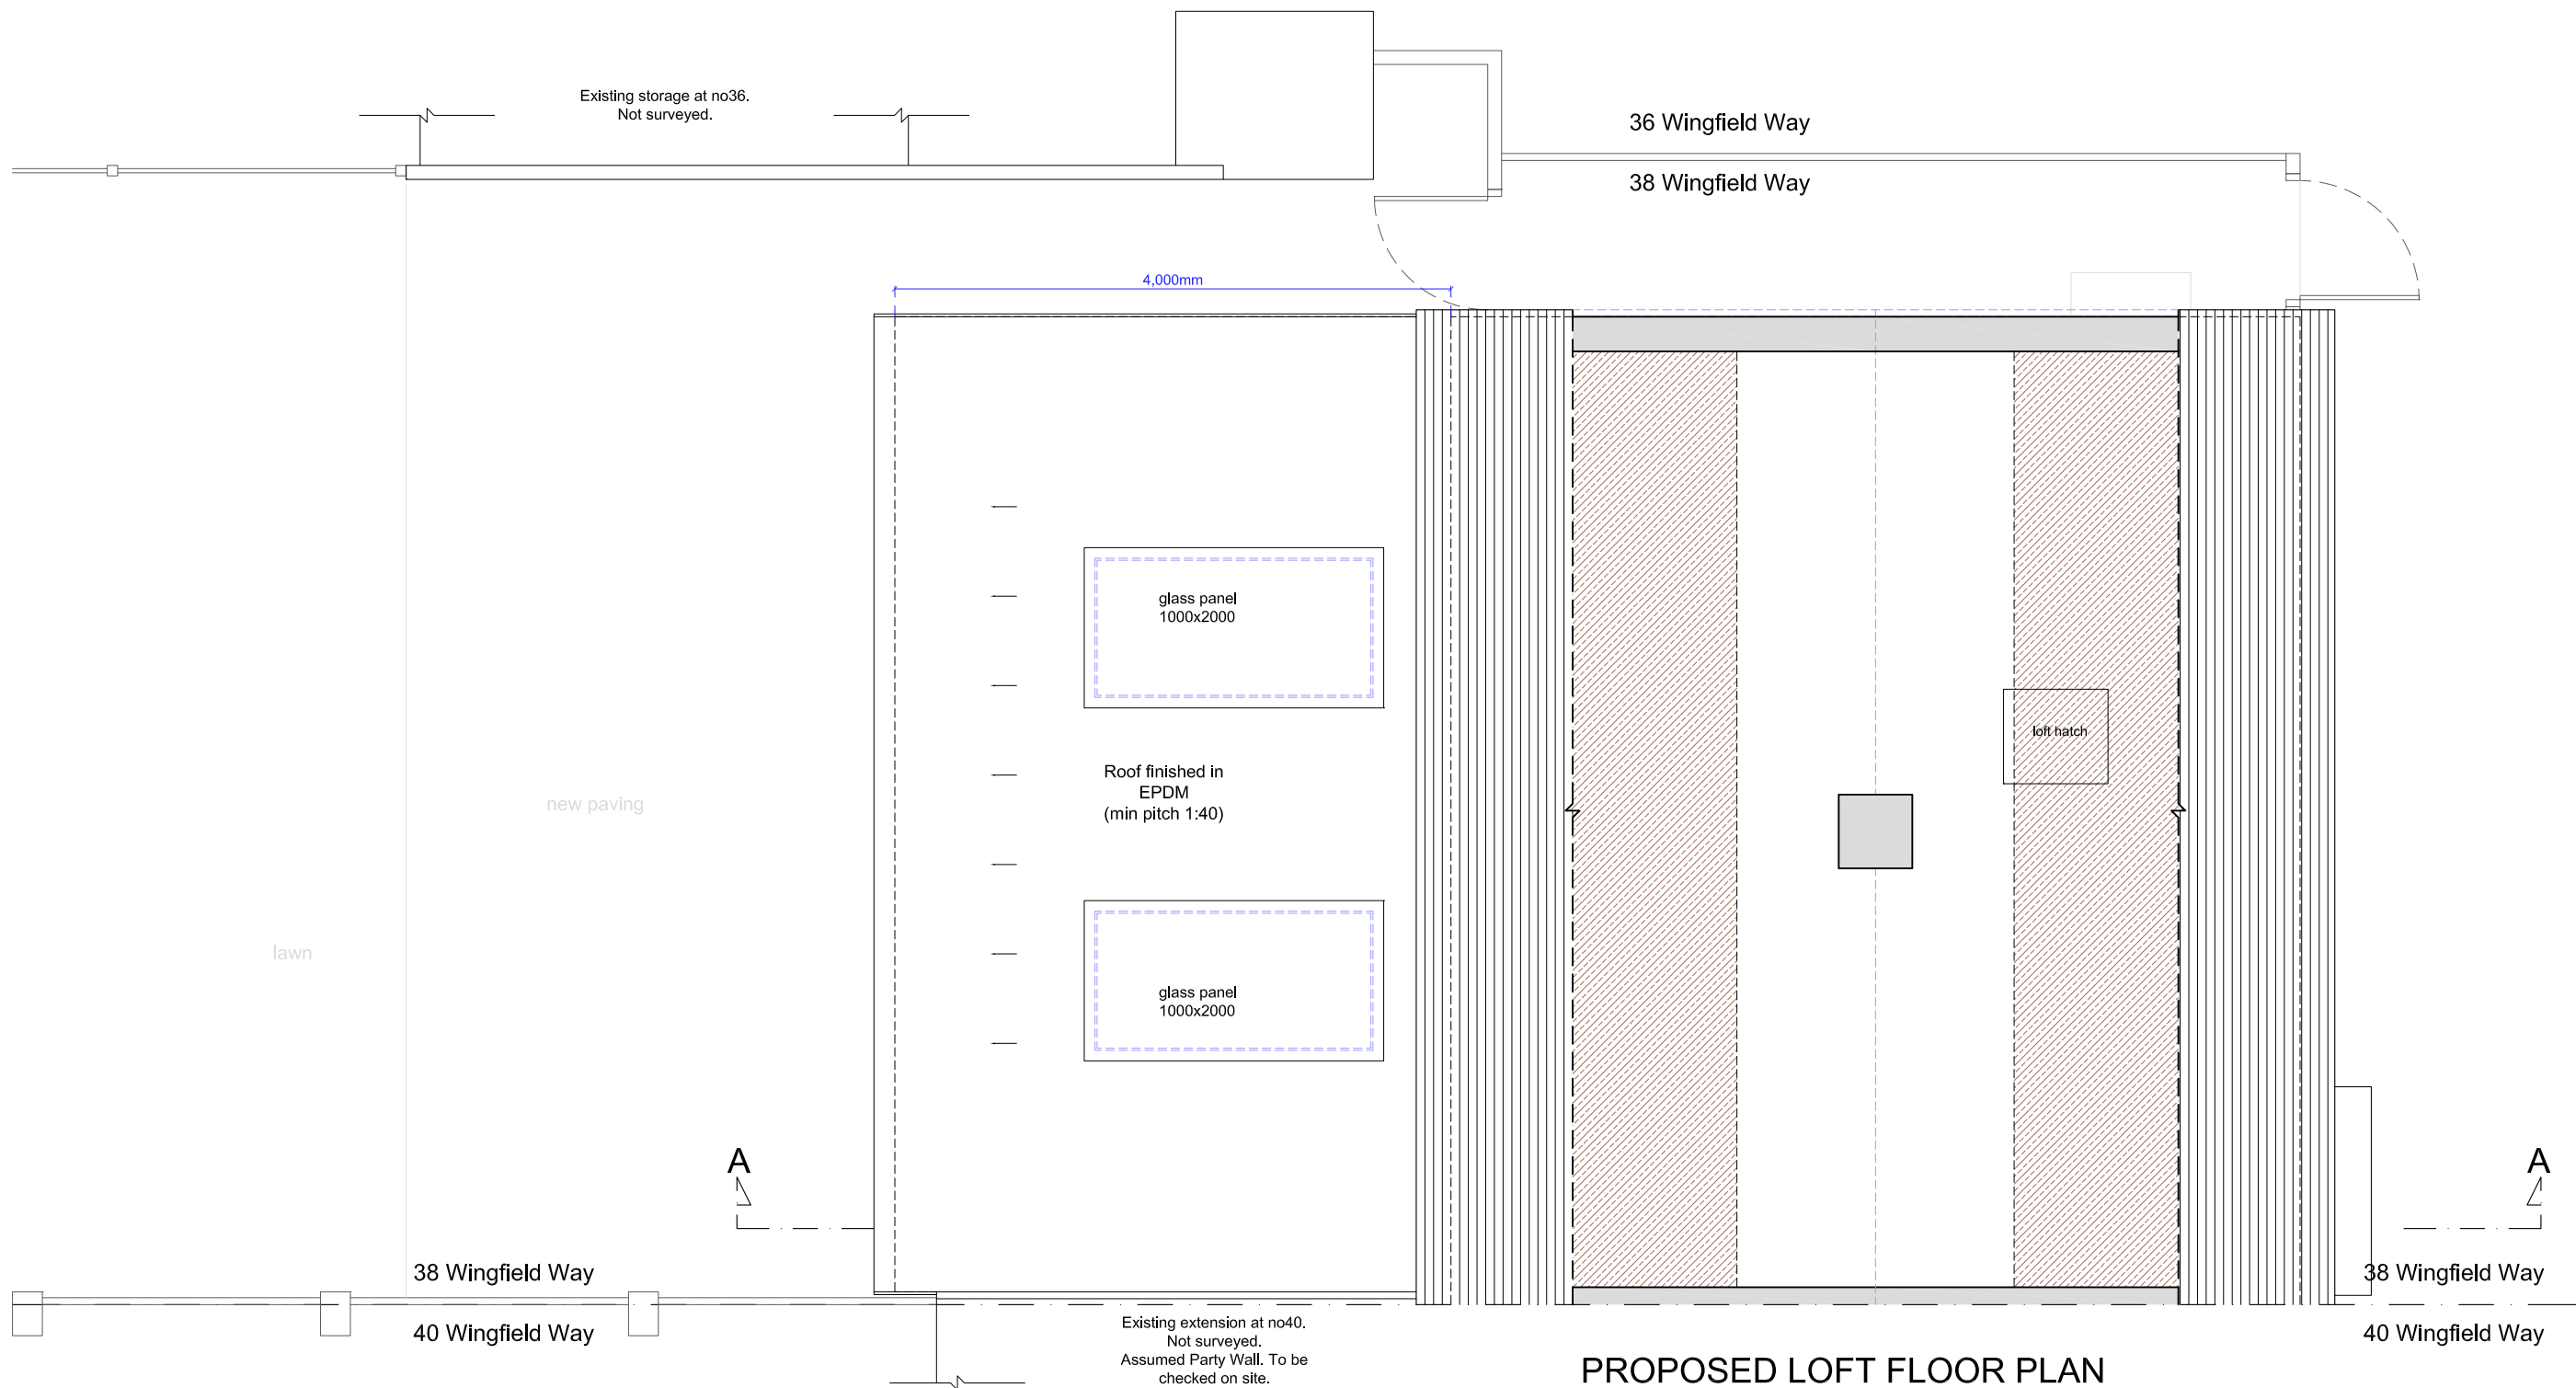 Existing storage at no36.
Not surveyed.
36 Wingfield Way
38 Wingfield Way
4,000mm
glass panel
1000x2000
loft hatch
Roof finished in
EPDM
(min pitch 1:40)
new paving
lawn
glass panel
1000x2000
A
A
38 Wingfield Way
38 Wingfield Way
40 Wingfield Way
40 Wingfield Way
Existing extension at no40.
Not surveyed.
Assumed Party Wall. To be
checked on site.
PROPOSED LOFT FLOOR PLAN